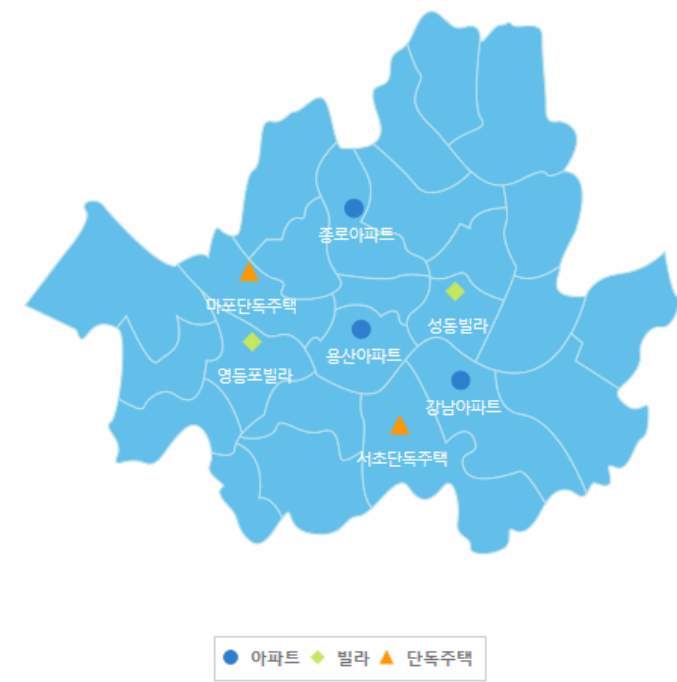 종로아파트
마포단독주택
성동빌라
용산아파트
영등포빌라
강남아파트
서초단독주택
아파트 빌라 단독주택